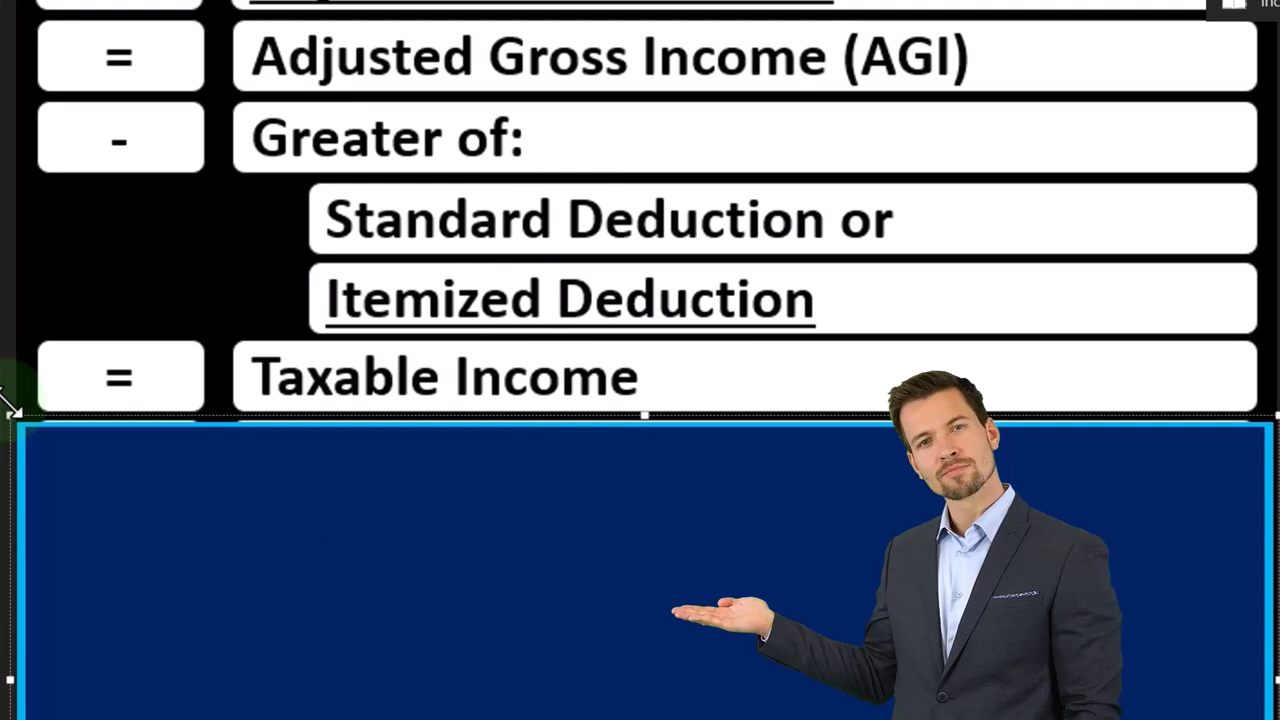 = Adjusted Gross Income (AGI)
- Greater of:
Standard Deduction or
Itemized Deduction
= Taxable Income